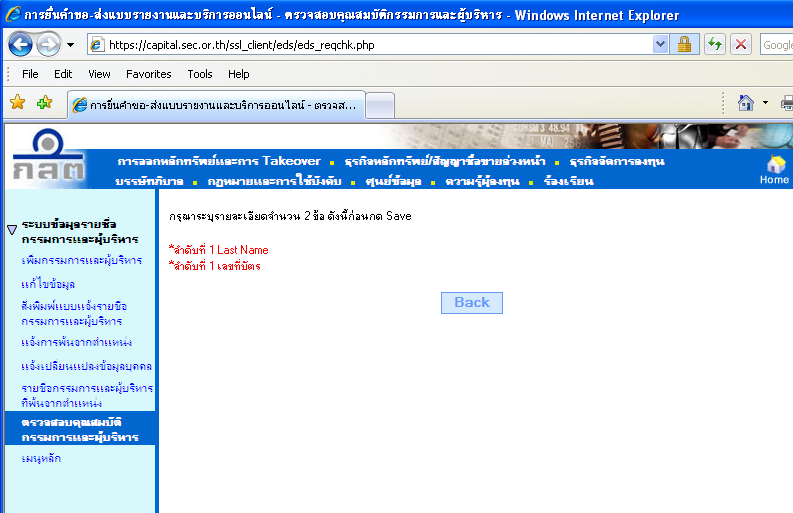 การยื่นคำขอ-ส่งแบบรายงานและบริการออนไลน์ - ตรวจสอบคุณสมบัติกรรมการและผู้บริหาร - Windows Internet Explorer
https://capital.sec.or.th/ssl_client/eds/eds_reqchk.php
Google
File Edit View Favorites Tools Help
การยื่นคำขอ-ส่งแบบรายงานและบริการออนไลน์ - ตรวจส...
กลต
การออกหลักทรัพย์และการ Takeover ธุรกิจหลักทรัพย์/สัญญาซื้อขายล่วงหน้า ธุรกิจจัดการลงทุน
บรรษัทภิบาล กฎหมายและการใช้บังคับ ศูนย์ข้อมูล ความรู้ผู้ลงทุน ร้องเรียน
Home
ระบบข้อมูลรายชื่อ
กรรมการและผู้บริหาร
เพิ่มกรรมการและผู้บริหาร
แก้ไขข้อมูล
สั่งพิมพ์แบบแจ้งรายชื่อ
กรรมการและผู้บริหาร
แจ้งการพ้นจากตำแหน่ง
แจ้งเปลี่ยนแปลงข้อมูลบุคคล
รายชื่อกรรมการและผู้บริหาร
ที่พ้นจากตำแหน่ง
ตรวจสอบคุณสมบัติ
กรรมการและผู้บริหาร
เมนูหลัก
กรุณาระบุรายละเอียดจำนวน 2 ข้อ ดังนี้ก่อนกด Save
*ลำดับที่ 1 Last Name
*ลำดับที่ 1 เลขที่บัตร
Back